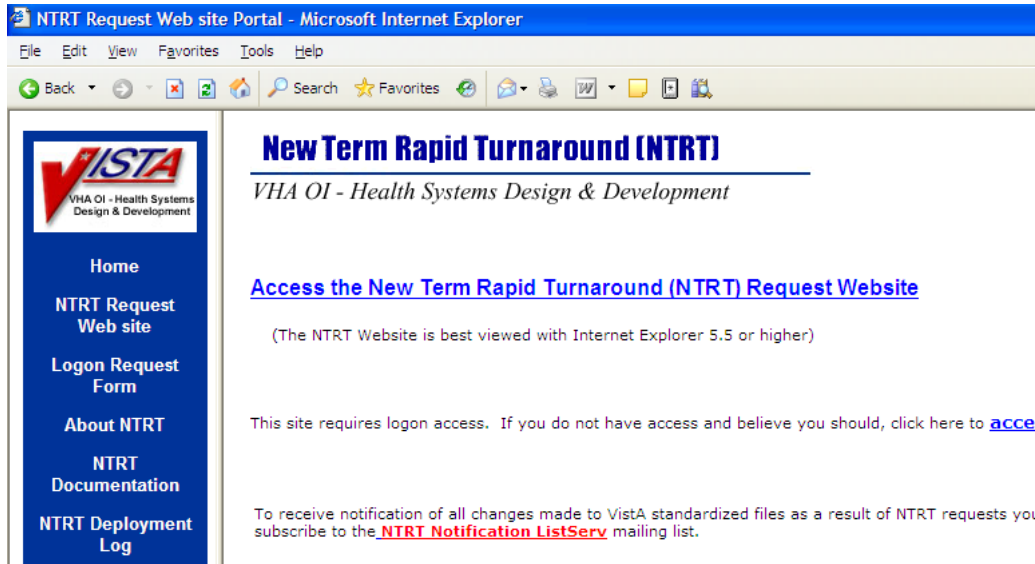 NTRT Request Web site Portal - Microsoft Internet Explorer
File Edit View Favorites Tools Help
Back Search Favorites
VISTA
VHA OI - Health Systems
Design & Development
Home
NTRT Request
Web site
Logon Request
Form
About NTRT
NTRT
Documentation
NTRT Deployment
Log
New Term Rapid Turnaround (NTRT)
VHA OI - Health Systems Design & Development
Access the New Term Rapid Turnaround (NTRT) Request Website
(The NTRT Website is best viewed with Internet Explorer 5.5 or higher)
This site requires logon access. If you do not have access and believe you should, click here to acce
To receive notification of all changes made to VistA standardized files as a result of NTRT requests you
subscribe to the NTRT Notification ListServ mailing list.